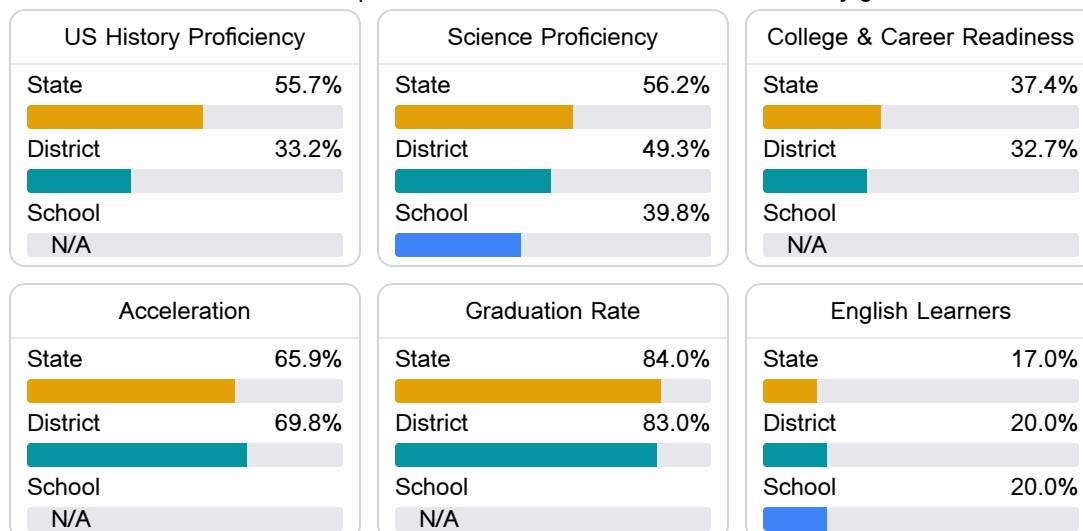 US History Proficiency
State 55.7%
District 33.2%
School
N/A
Science Proficiency
State 56.2%
District 49.3%
School 39.8%
College & Career Readiness
State 37.4%
District 32.7%
School
N/A
Acceleration
State 65.9%
District 69.8%
School
N/A
Graduation Rate
State 84.0%
District 83.0%
School
N/A
English Learners
State 17.0%
District 20.0%
School 20.0%